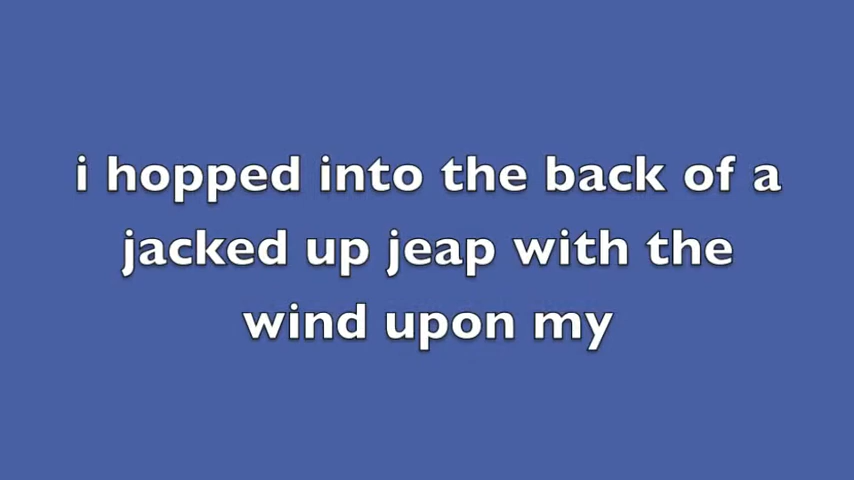 i hopped into the back of a
jacked up jeap with the
wind upon my